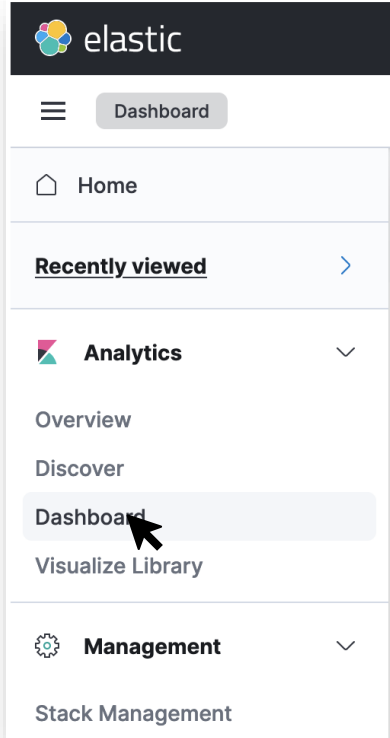 elastic
Dashboard
Home
Recently viewed
Analytics
Overview
Discover
Dashboard
Visualize Library
Management
Stack Management